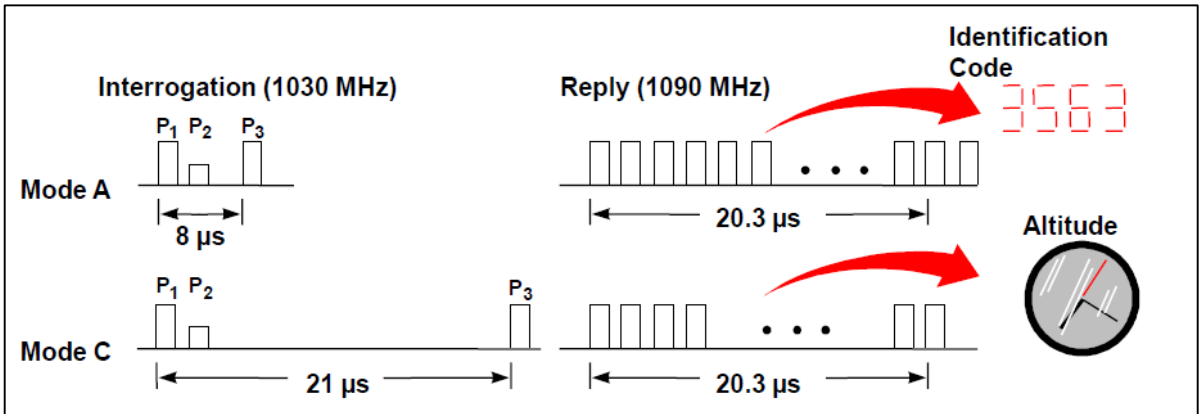 Identification
Code
Interrogation (1030 MHz)
Reply (1090 MHz)
3563
P1 P2 P3
Mode A
8 µs
20.3 µs
Altitude
P1 P2
P3
Mode C
21 µs
20.3 µs